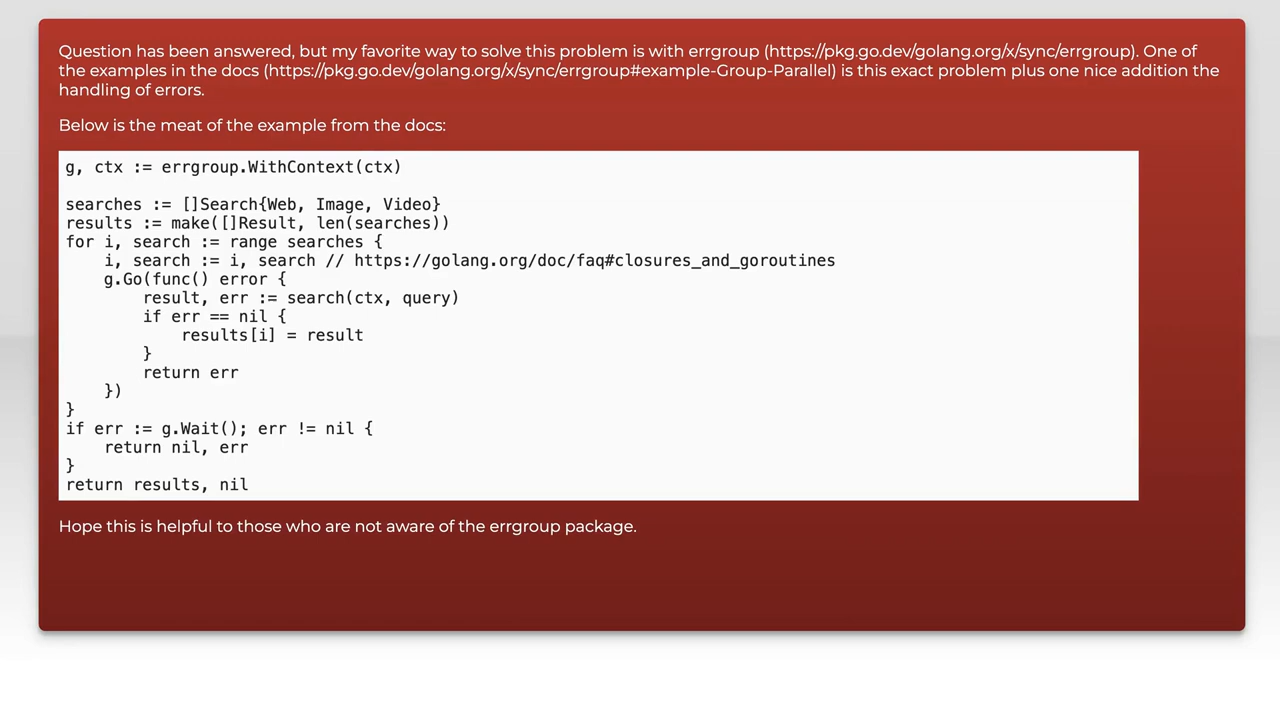 Question has been answered, but my favorite way to solve this problem is with errgroup (https://pkg.go.dev/golang.org/x/sync/errgroup). One of
the examples in the docs (https://pkg.go.dev/golang.org/x/sync/errgroup#example-Group-Parallel) is this exact problem plus one nice addition the
handling of errors.
Below is the meat of the example from the docs:
g, ctx := errgroup.WithContext(ctx)
searches := []Search{Web, Image, Video}
results := make([]Result, len(searches))
for i, search := range searches {
    i, search := i, search // https://golang.org/doc/faq#closures_and_goroutines
    g.Go(func() error {
        result, err := search(ctx, query)
        if err == nil {
            results[i] = result
        }
        return err
    })
}
if err := g.Wait(); err != nil {
    return nil, err
}
return results, nil
Hope this is helpful to those who are not aware of the errgroup package.